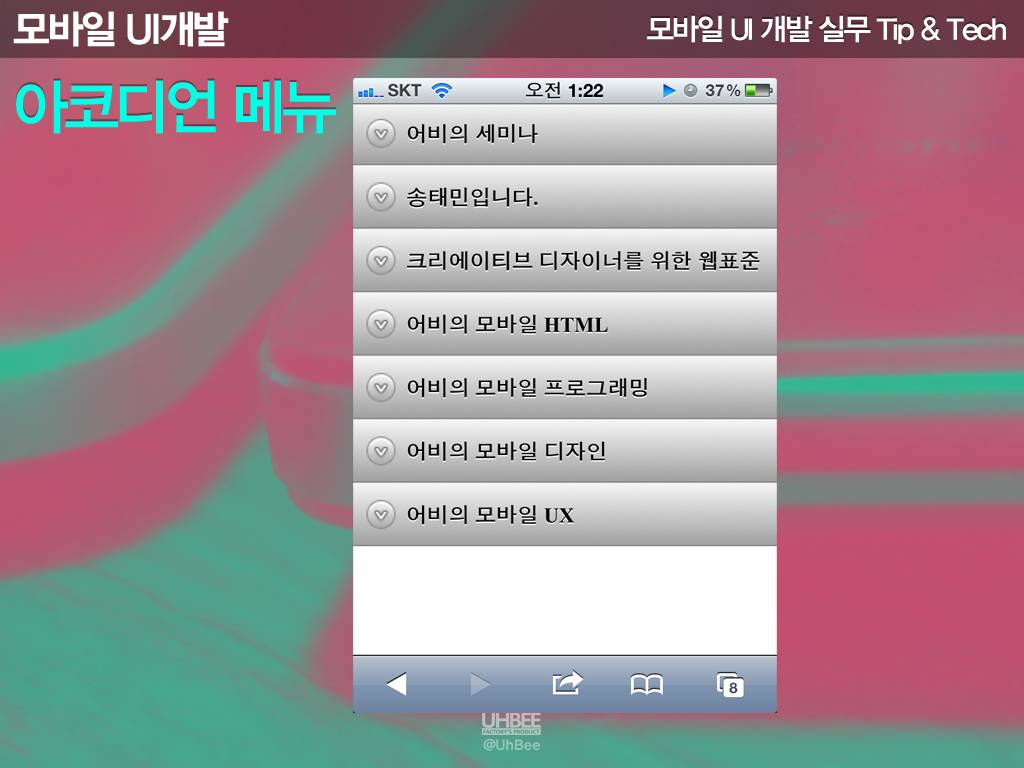 모바일 UI개발
모바일 UI 개발 실무 Tip & Tech
아코디언 메뉴
SKT 오전 1:22 37%
어비의 세미나
송태민입니다.
크리에이티브 디자이너를 위한 웹표준
어비의 모바일 HTML
어비의 모바일 프로그래밍
어비의 모바일 디자인
어비의 모바일 UX
8
UHBEE
FACTORY'S PRODUCT
@UhBee